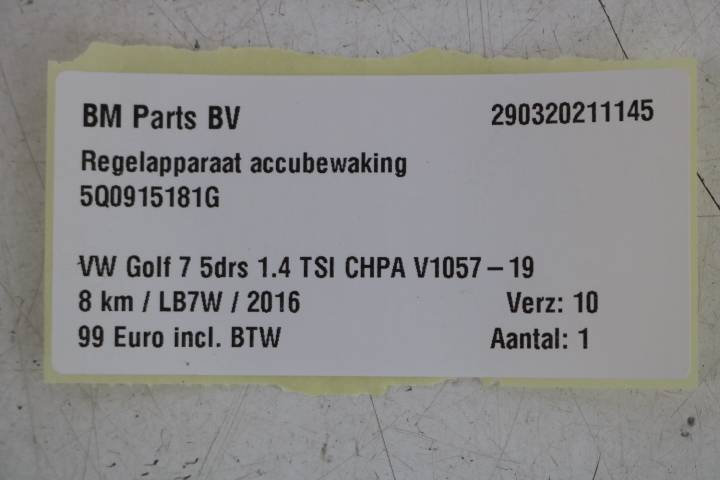 BM Parts BV 290320211145
Regelapparaat accubewaking
5Q0915181G
VW Golf 7 5drs 1.4 TSI CHPA V1057 – 19
8 km / LB7W / 2016 Verz: 10
99 Euro incl. BTW Aantal: 1